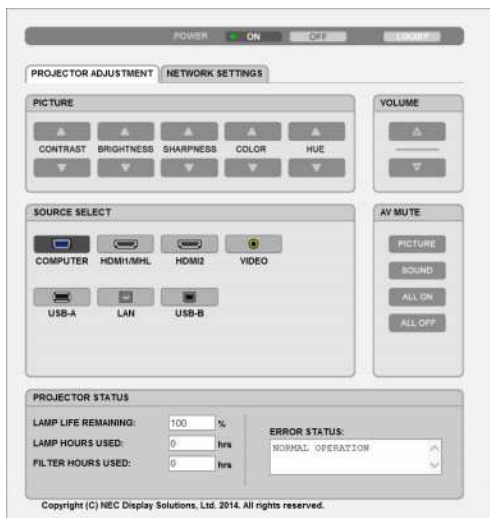 POWER ON OFF LOGOFF
PROJECTOR ADJUSTMENT NETWORK SETTINGS
PICTURE
CONTRAST BRIGHTNESS SHARPNESS COLOR HUE
VOLUME
SOURCE SELECT
COMPUTER HDMI1/MHL HDMI2 VIDEO
USB-A LAN USB-B
AV MUTE
PICTURE
SOUND
ALL ON
ALL OFF
PROJECTOR STATUS
LAMP LIFE REMAINING: 100 %
LAMP HOURS USED: 0 hrs
FILTER HOURS USED: 0 hrs
ERROR STATUS:
NORMAL OPERATION
Copyright (C) NEC Display Solutions, Ltd. 2014. All rights reserved.